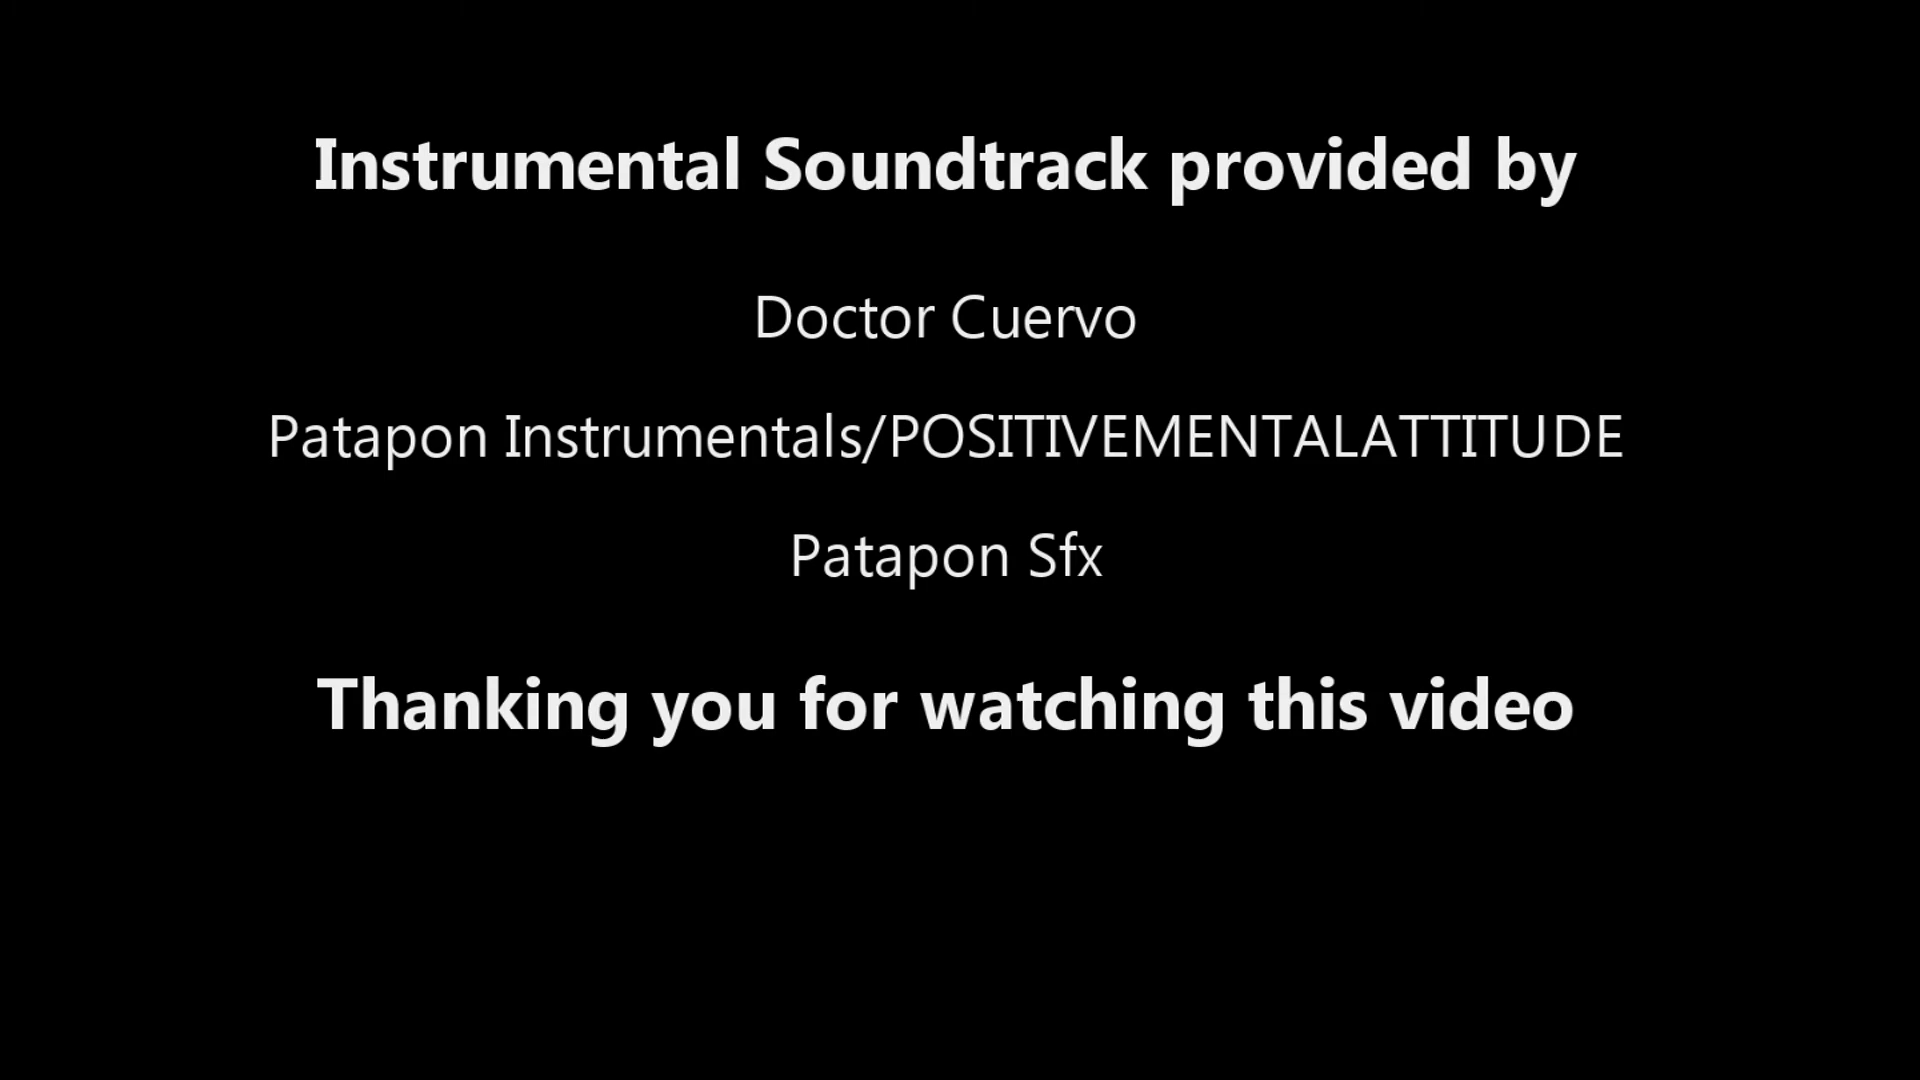 Instrumental Soundtrack provided by
Doctor Cuervo
Patapon Instrumentals/POSITIVEMENTALATTITUDE
Patapon Sfx
Thanking you for watching this video